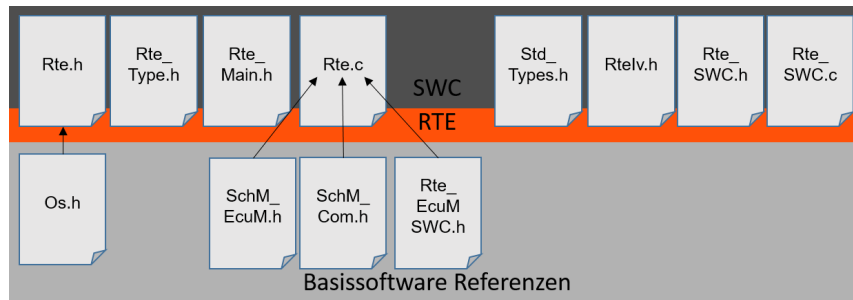 Rte.h
Rte_
Type.h
Rte_
Main.h
Rte.c
Std_
Types.h
RteIv.h
Rte_
SWC.h
Rte_
SWC.c
SWC
RTE
Os.h
SchM_
EcuM.h
SchM_
Com.h
Rte_
EcuM
SWC.h
Basissoftware Referenzen